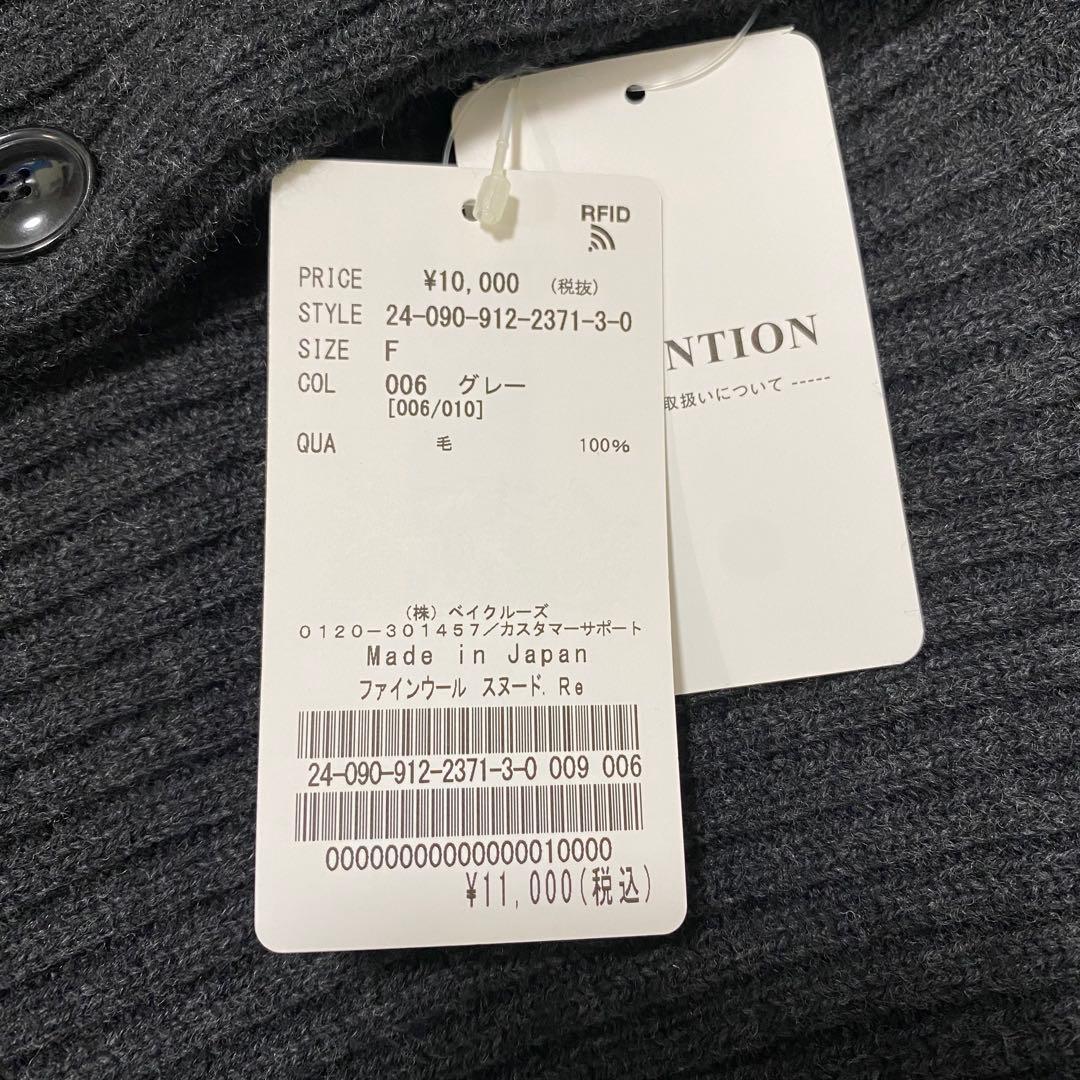 RFID
PRICE ¥10,000 (税抜)
STYLE 24-090-912-2371-3-0
SIZE F
COL 006 グレー
[006/010]
QUA 毛 100%
(株) ベイクルーズ
0120-301457/カスタマーサポート
Made in Japan
ファインウール スヌード. Re
24-090-912-2371-3-0 009 006
00000000000000010000
¥11,000(税込)
NTION
取扱いについて -----